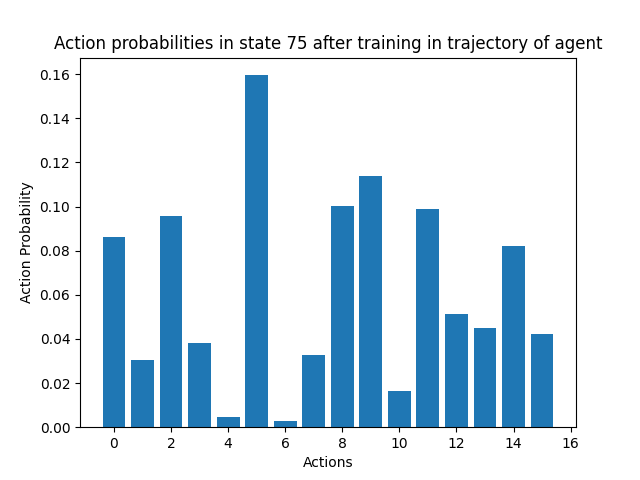 Action probabilities in state 75 after training in trajectory of agent
0.16
0.14
0.12
0.10
0.08
0.06
0.04
0.02
0.00
Action Probability
0 2 4 6 8 10 12 14 16
Actions